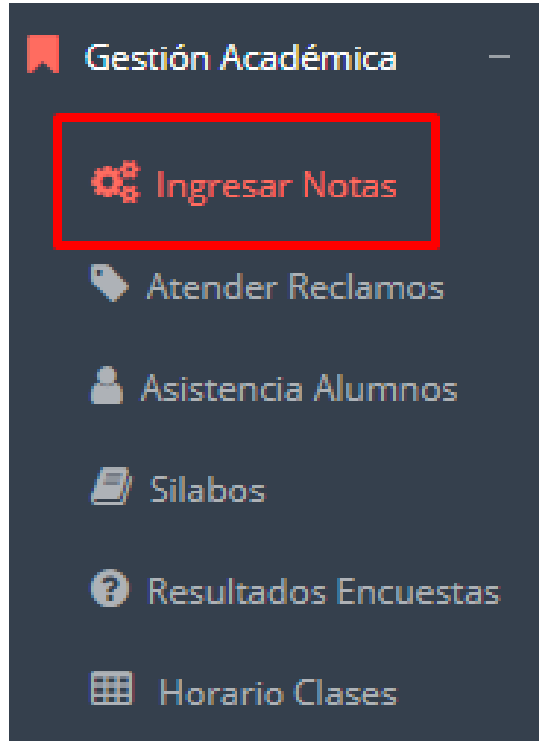 Gestión Académica
Ingresar Notas
Atender Reclamos
Asistencia Alumnos
Silabos
Resultados Encuestas
Horario Clases